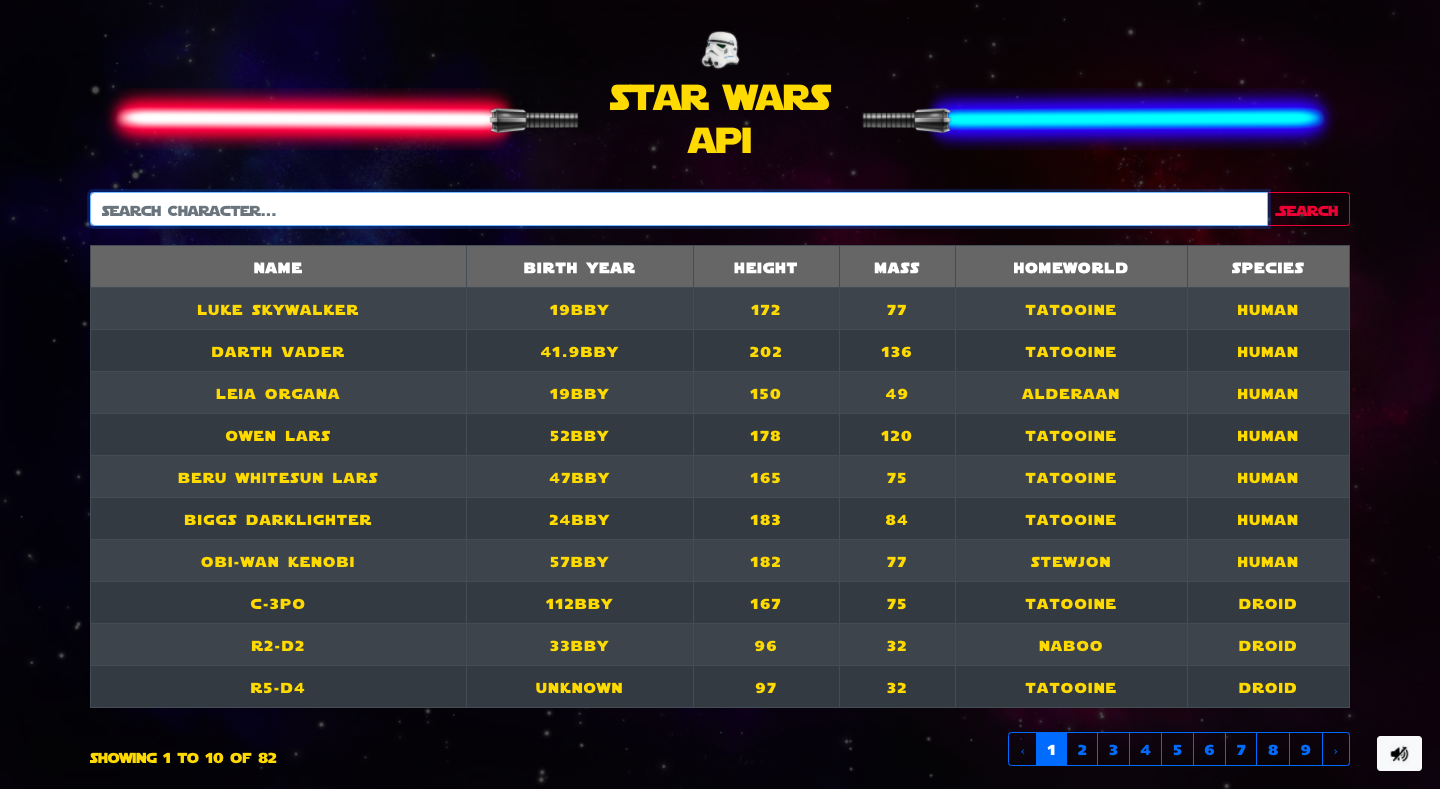 STAR WARS
API
SEARCH CHARACTER...
SEARCH
NAME BIRTH YEAR HEIGHT MASS HOMEWORLD SPECIES
LUKE SKYWALKER 19BBY 172 77 TATOOINE HUMAN
DARTH VADER 41.9BBY 202 136 TATOOINE HUMAN
LEIA ORGANA 19BBY 150 49 ALDERAAN HUMAN
OWEN LARS 52BBY 178 120 TATOOINE HUMAN
BERU WHITESUN LARS 47BBY 165 75 TATOOINE HUMAN
BIGGS DARKLIGHTER 24BBY 183 84 TATOOINE HUMAN
OBI-WAN KENOBI 57BBY 182 77 STEWJON HUMAN
C-3PO 112BBY 167 75 TATOOINE DROID
R2-D2 33BBY 96 32 NABOO DROID
R5-D4 UNKNOWN 97 32 TATOOINE DROID
SHOWING 1 TO 10 OF 82
‹ 1 2 3 4 5 6 7 8 9 ›